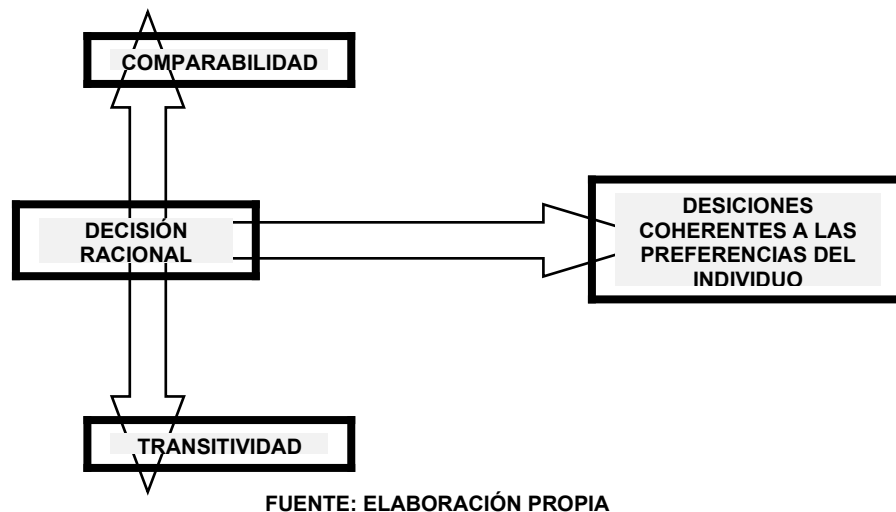 COMPARABILIDAD
DECISIÓN
RACIONAL
DESICIONES
COHERENTES A LAS
PREFERENCIAS DEL
INDIVIDUO
TRANSITIVIDAD
FUENTE: ELABORACIÓN PROPIA